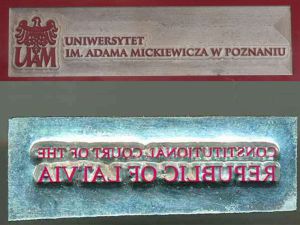 UAM
UNIWERSYTET
IM. ADAMA MICKIEWICZA W POZNANIU
CONSTITUTIONAL COURT OF THE
REPUBLIC OF LATVIA